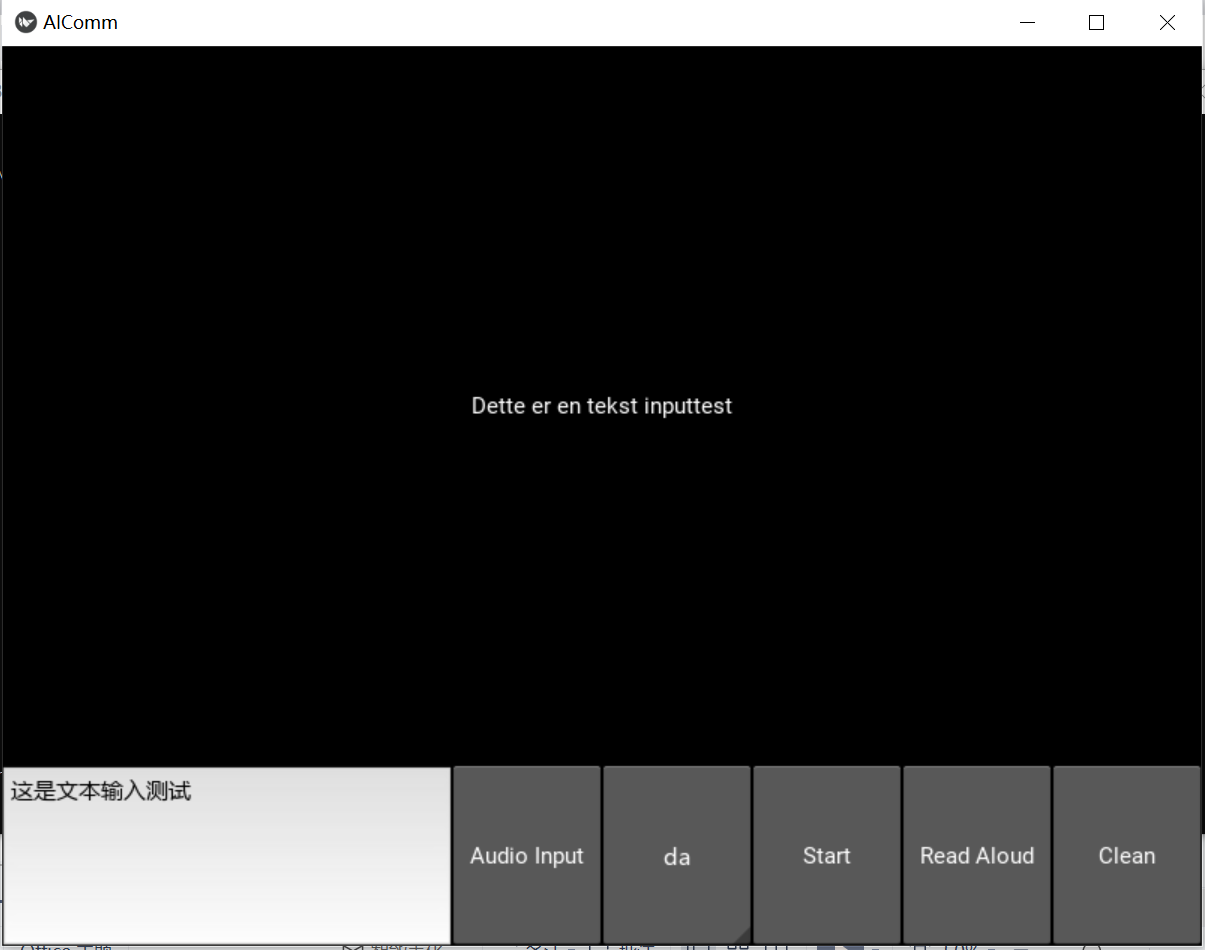 AIComm
Dette er en tekst inputtest
这是文本输入测试
Audio Input
da
Start
Read Aloud
Clean